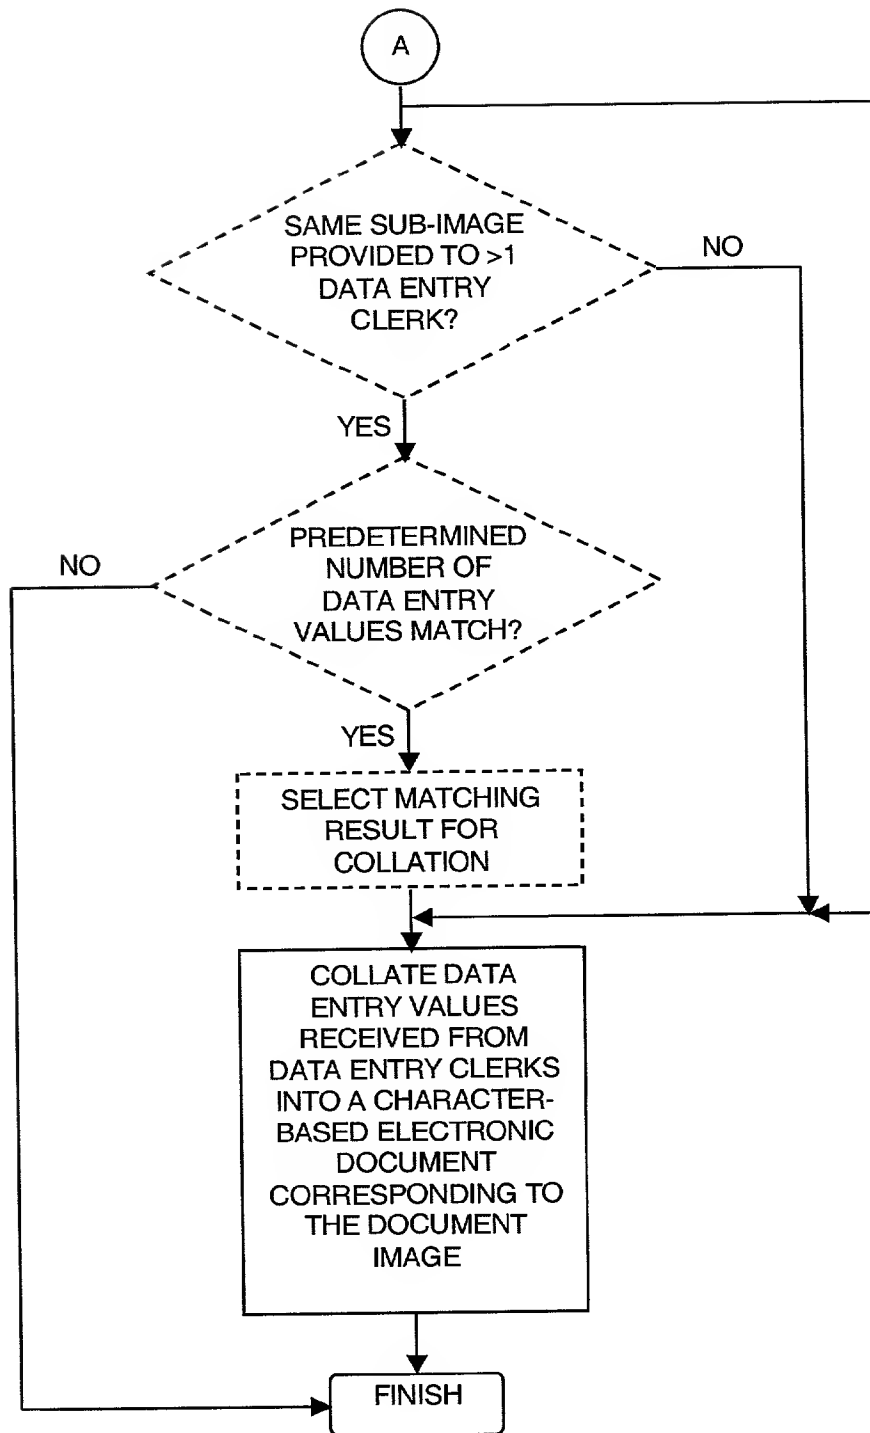 A
SAME SUB-IMAGE
PROVIDED TO >1
DATA ENTRY
CLERK?
NO
YES
PREDETERMINED
NUMBER OF
DATA ENTRY
VALUES MATCH?
NO
YES
SELECT MATCHING
RESULT FOR
COLLATION
COLLATE DATA
ENTRY VALUES
RECEIVED FROM
DATA ENTRY CLERKS
INTO A CHARACTER-
BASED ELECTRONIC
DOCUMENT
CORRESPONDING TO
THE DOCUMENT
IMAGE
FINISH